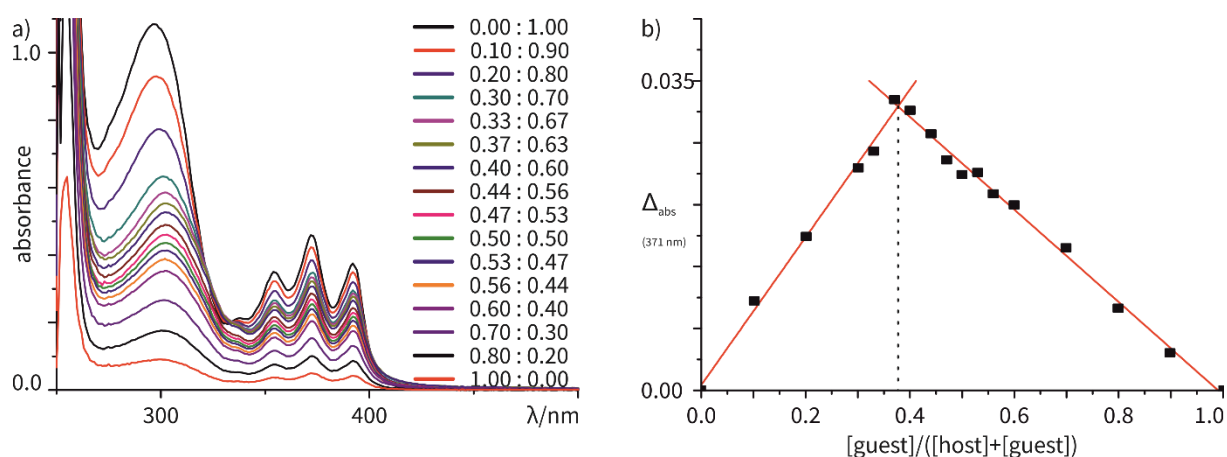 a)
1.0
absorbance
0.0
300
400
λ/nm
0.00 : 1.00
0.10 : 0.90
0.20 : 0.80
0.30 : 0.70
0.33 : 0.67
0.37 : 0.63
0.40 : 0.60
0.44 : 0.56
0.47 : 0.53
0.50 : 0.50
0.53 : 0.47
0.56 : 0.44
0.60 : 0.40
0.70 : 0.30
0.80 : 0.20
1.00 : 0.00
b)
0.035
Δabs
(371 nm)
0.00
0.0
0.2
0.4
0.6
0.8
1.0
[guest]/([host]+[guest])